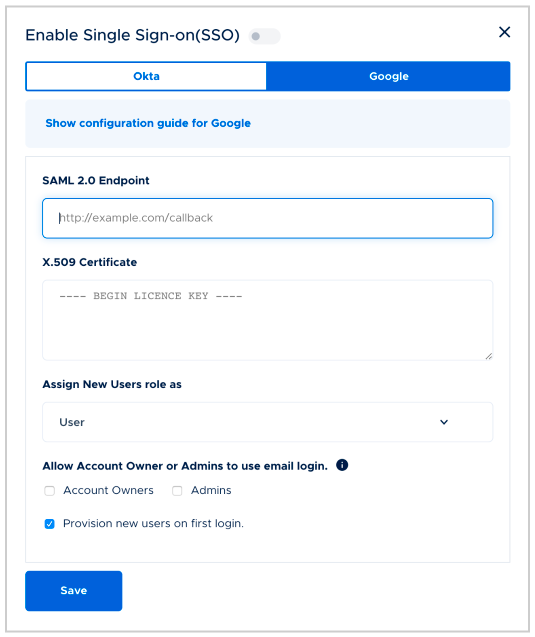 Enable Single Sign-on(SSO)
Okta
Google
Show configuration guide for Google
SAML 2.0 Endpoint
http://example.com/callback
X.509 Certificate
---- BEGIN LICENCE KEY ----
Assign New Users role as
User
Allow Account Owner or Admins to use email login.
Account Owners
Admins
Provision new users on first login.
Save